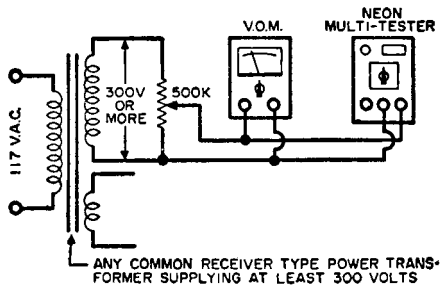 V.O.M.
NEON
MULTI-TESTER
117 V.A.C.
300V
OR
MORE
500K
ANY COMMON RECEIVER TYPE POWER TRANS-
FORMER SUPPLYING AT LEAST 300 VOLTS